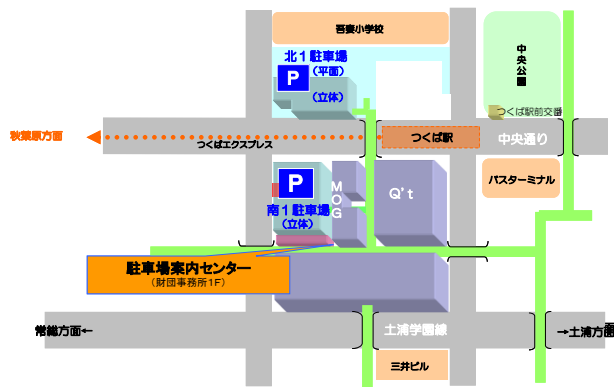 吾妻小学校
北1駐車場
（平面）
P
（立体）
中央公園
つくば駅前交番
秋葉原方面
つくばエクスプレス
つくば駅
中央通り
バスターミナル
P
南1駐車場
（立体）
MOG
Q't
駐車場案内センター
（財団事務所1F）
常総方面←
土浦学園線
→土浦方面
三井ビル